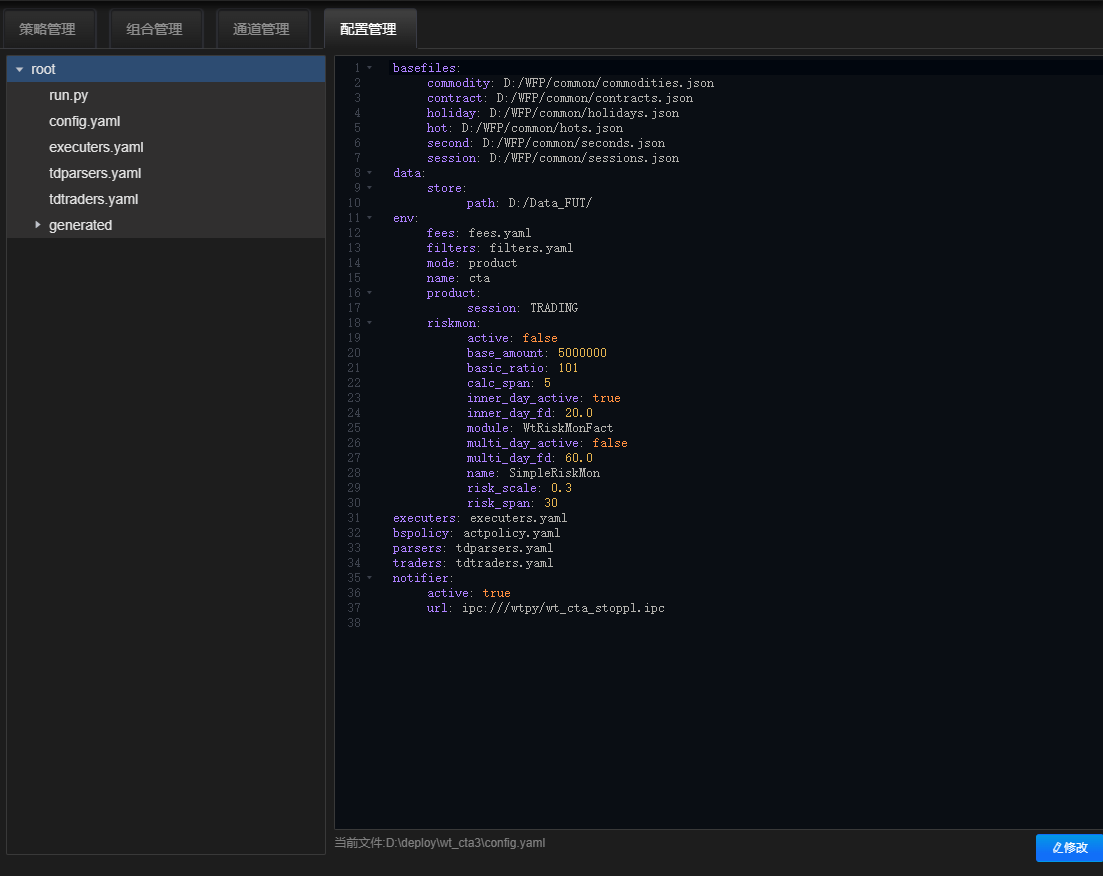 策略管理 组合管理 通道管理 配置管理
root
run.py
config.yaml
executers.yaml
tdparsers.yaml
tdtraders.yaml
generated
1 basefiles:
2 commodity: D:/WFP/common/commodities.json
3 contract: D:/WFP/common/contracts.json
4 holiday: D:/WFP/common/holidays.json
5 hot: D:/WFP/common/hots.json
6 second: D:/WFP/common/seconds.json
7 session: D:/WFP/common/sessions.json
8 data:
9 store:
10 path: D:/Data_FUT/
11 env:
12 fees: fees.yaml
13 filters: filters.yaml
14 mode: product
15 name: cta
16 product:
17 session: TRADING
18 riskmon:
19 active: false
20 base_amount: 5000000
21 basic_ratio: 101
22 calc_span: 5
23 inner_day_active: true
24 inner_day_fd: 20.0
25 module: WtRiskMonFact
26 multi_day_active: false
27 multi_day_fd: 60.0
28 name: SimpleRiskMon
29 risk_scale: 0.3
30 risk_span: 30
31 executers: executers.yaml
32 bspolicy: actpolicy.yaml
33 parsers: tdparsers.yaml
34 traders: tdtraders.yaml
35 notifier:
36 active: true
37 url: ipc:///wtpy/wt_cta_stoppl.ipc
38
当前文件:D:\deploy\wt_cta3\config.yaml
修改